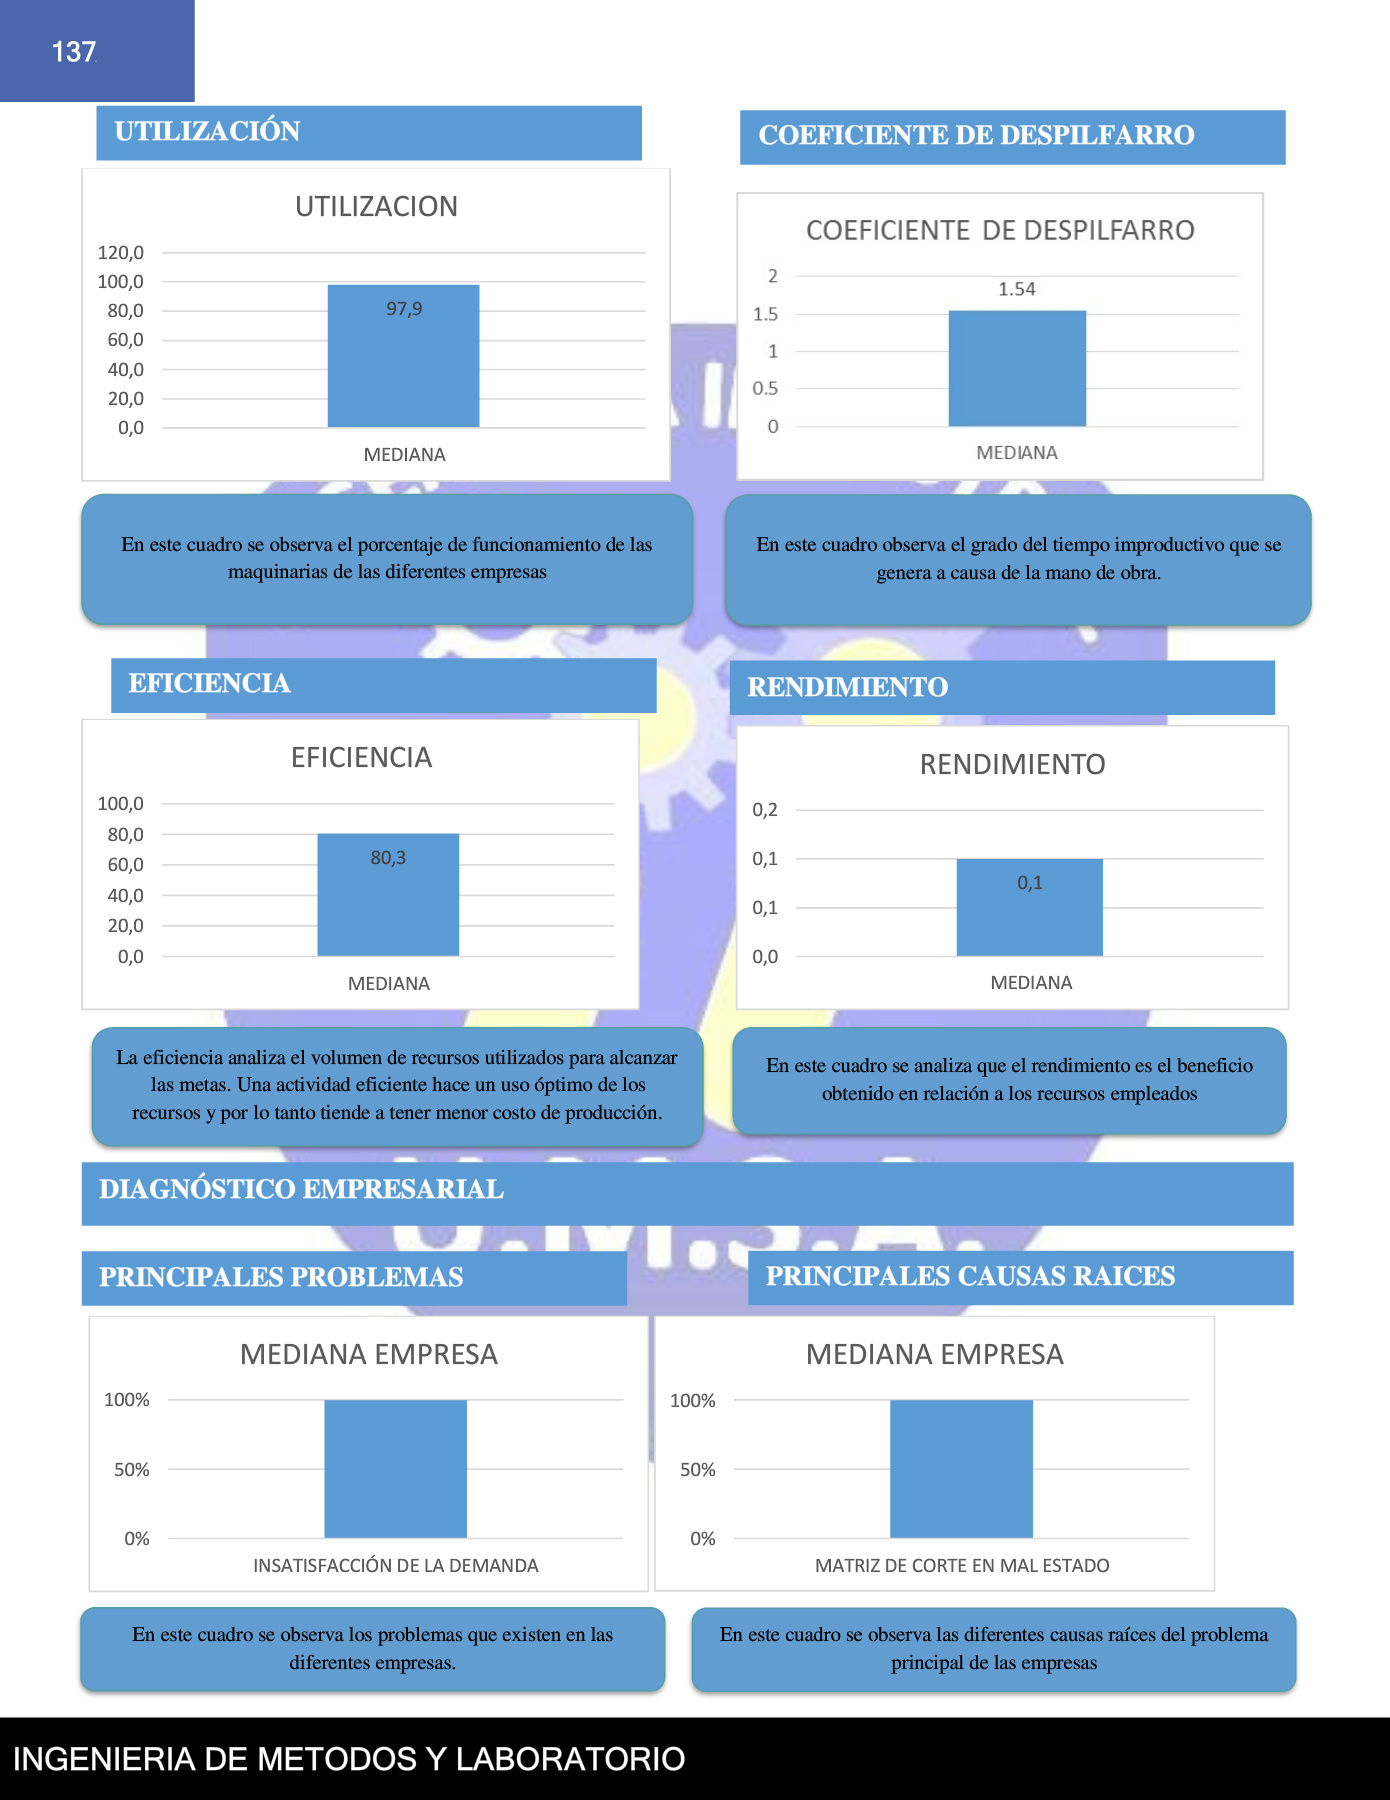 137
UTILIZACIÓN
UTILIZACION
120,0
100,0
80,0
60,0
40,0
20,0
0,0
97,9
MEDIANA
En este cuadro se observa el porcentaje de funcionamiento de las
maquinarias de las diferentes empresas
COEFICIENTE DE DESPILFARRO
COEFICIENTE DE DESPILFARRO
2
1.5
1
0.5
0
1.54
MEDIANA
En este cuadro observa el grado del tiempo improductivo que se
genera a causa de la mano de obra.
EFICIENCIA
EFICIENCIA
100,0
80,0
60,0
40,0
20,0
0,0
80,3
MEDIANA
La eficiencia analiza el volumen de recursos utilizados para alcanzar
las metas. Una actividad eficiente hace un uso óptimo de los
recursos y por lo tanto tiende a tener menor costo de producción.
RENDIMIENTO
RENDIMIENTO
0,2
0,1
0,1
0,0
0,1
MEDIANA
En este cuadro se analiza que el rendimiento es el beneficio
obtenido en relación a los recursos empleados
DIAGNÓSTICO EMPRESARIAL
PRINCIPALES PROBLEMAS
MEDIANA EMPRESA
100%
50%
0%
INSATISFACCIÓN DE LA DEMANDA
En este cuadro se observa los problemas que existen en las
diferentes empresas.
PRINCIPALES CAUSAS RAICES
MEDIANA EMPRESA
100%
50%
0%
MATRIZ DE CORTE EN MAL ESTADO
En este cuadro se observa las diferentes causas raíces del problema
principal de las empresas
INGENIERIA DE METODOS Y LABORATORIO